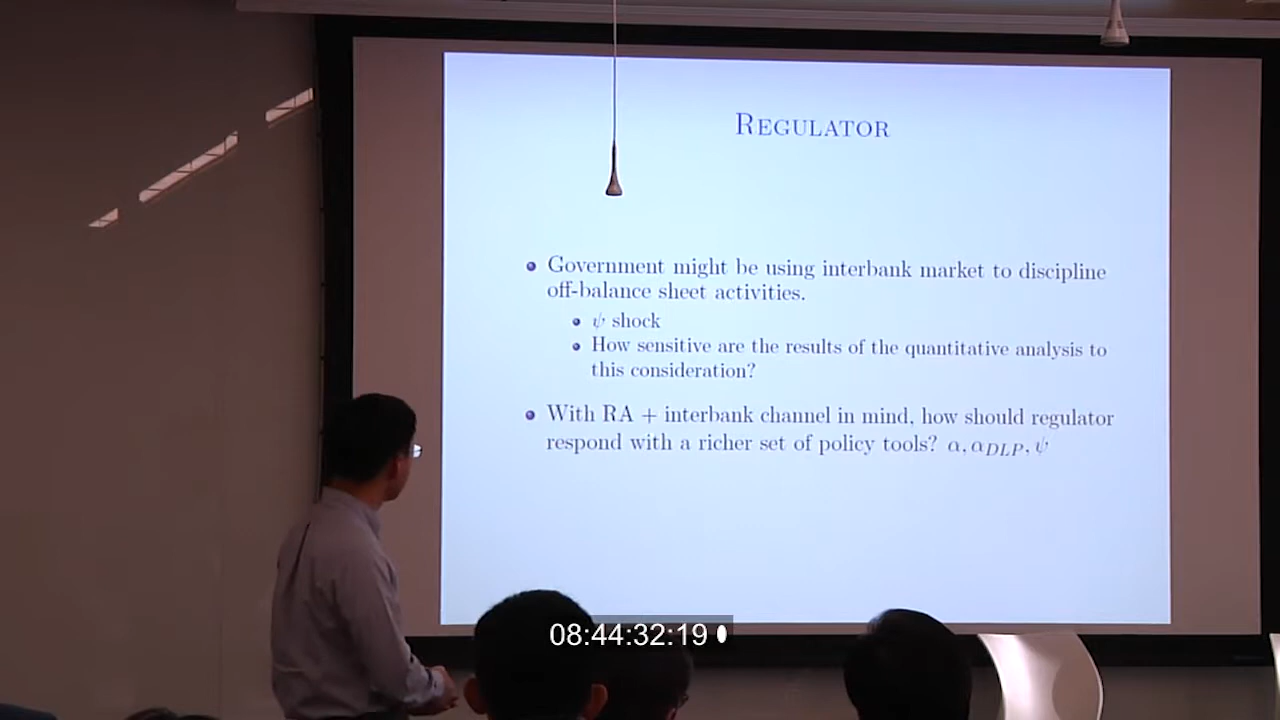 REGULATOR
Government might be using interbank market to discipline
off-balance sheet activities.
ψ shock
How sensitive are the results of the quantitative analysis to
this consideration?
With RA + interbank channel in mind, how should regulator
respond with a richer set of policy tools? α, α_DLP, ψ
08:44:32:19